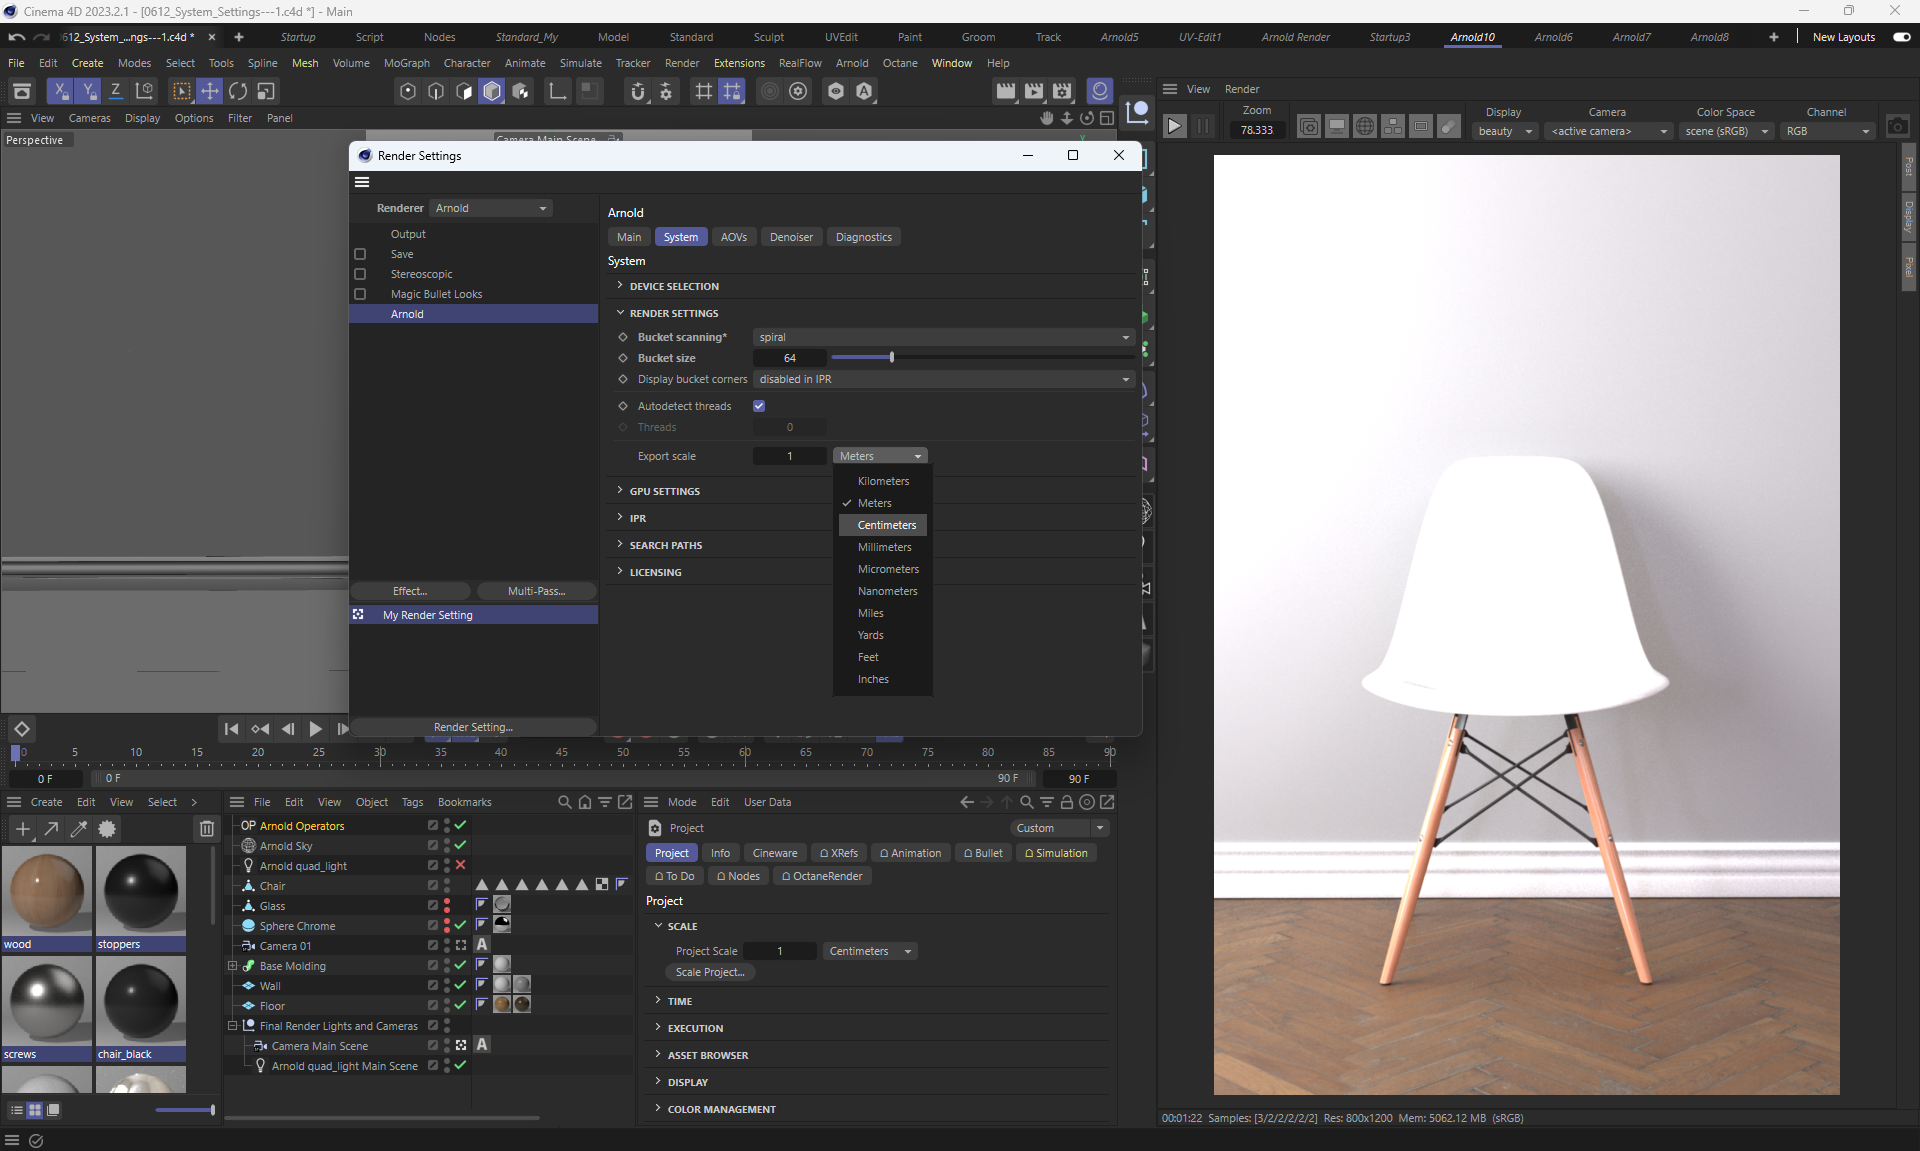 Cinema 4D 2023.2.1 - [0612_System_Settings---1.c4d *] - Main
612_System_...ngs---1.c4d *
Startup Script Nodes Standard_My Model Standard Sculpt UVEdit Paint Groom Track Arnold5 UV-Edit1 Arnold Render Startup3 Arnold10 Arnold6 Arnold7 Arnold8 New Layouts
File Edit Create Modes Select Tools Spline Mesh Volume MoGraph Character Animate Simulate Tracker Render Extensions RealFlow Arnold Octane Window Help
View Render
View Cameras Display Options Filter Panel
Zoom Display Camera Color Space Channel
78.333 beauty <active camera> scene (sRGB) RGB
Perspective
Camera Main Scene
Post
Display
Pixel
Render Settings
Renderer Arnold
Output
Save
Stereoscopic
Magic Bullet Looks
Arnold
Effect...
Multi-Pass...
My Render Setting
Render Setting...
Arnold
Main System AOVs Denoiser Diagnostics
System
DEVICE SELECTION
RENDER SETTINGS
Bucket scanning* spiral
Bucket size 64
Display bucket corners disabled in IPR
Autodetect threads
Threads 0
Export scale 1 Meters
Kilometers
Meters
Centimeters
Millimeters
Micrometers
Nanometers
Miles
Yards
Feet
Inches
GPU SETTINGS
IPR
SEARCH PATHS
LICENSING
0 5 10 15 20 25 30 35 40 45 50 55 60 65 70 75 80 85 90
0 F 0 F 90 F 90 F
Create Edit View Select
wood
stoppers
screws
chair_black
File Edit View Object Tags Bookmarks
OP Arnold Operators
Arnold Sky
Arnold quad_light
Chair
Glass
Sphere Chrome
Camera 01
Base Molding
Wall
Floor
Final Render Lights and Cameras
Camera Main Scene
Arnold quad_light Main Scene
Mode Edit User Data
Project Custom
Project Info Cineware XRefs Animation Bullet Simulation
To Do Nodes OctaneRender
Project
SCALE
Project Scale 1 Centimeters
Scale Project...
TIME
EXECUTION
ASSET BROWSER
DISPLAY
COLOR MANAGEMENT
00:01:22 Samples: [3/2/2/2/2/2] Res: 800x1200 Mem: 5062.12 MB (sRGB)